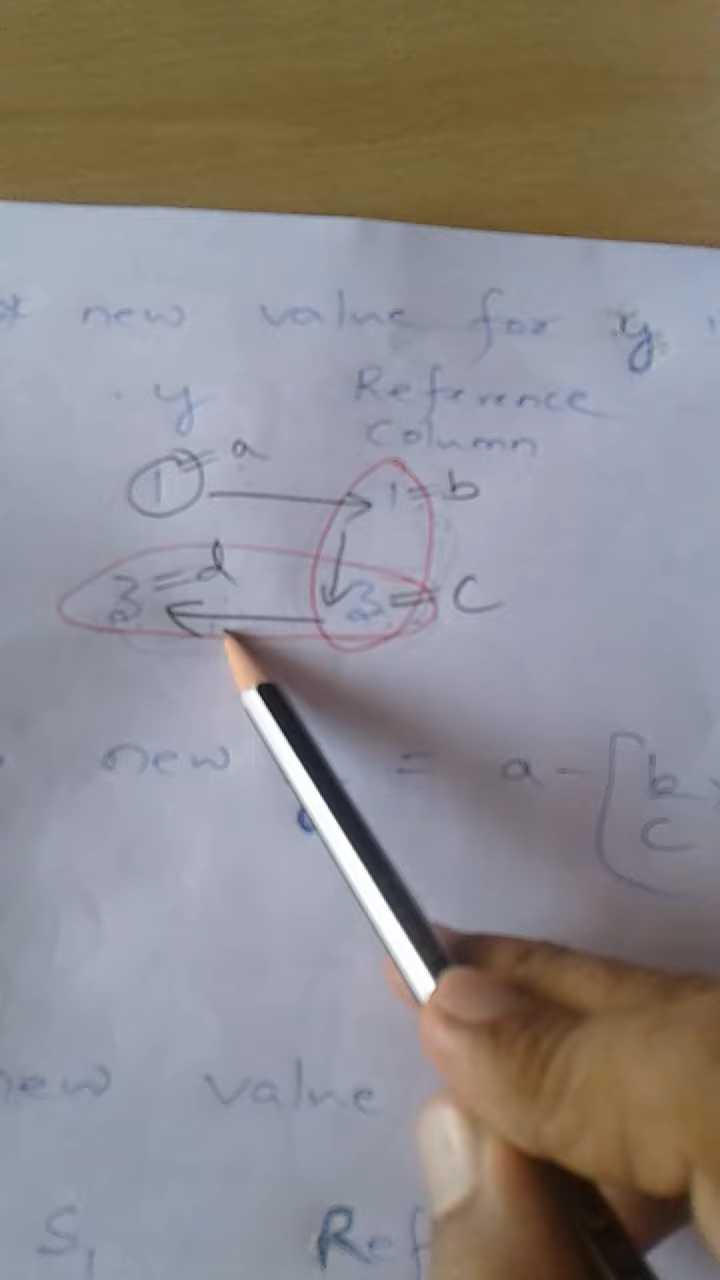 new value for y
y Reference
column
1 = a 1 = b
3 = d 3 = c
new = a - [ b
c
new value
S1 Ref